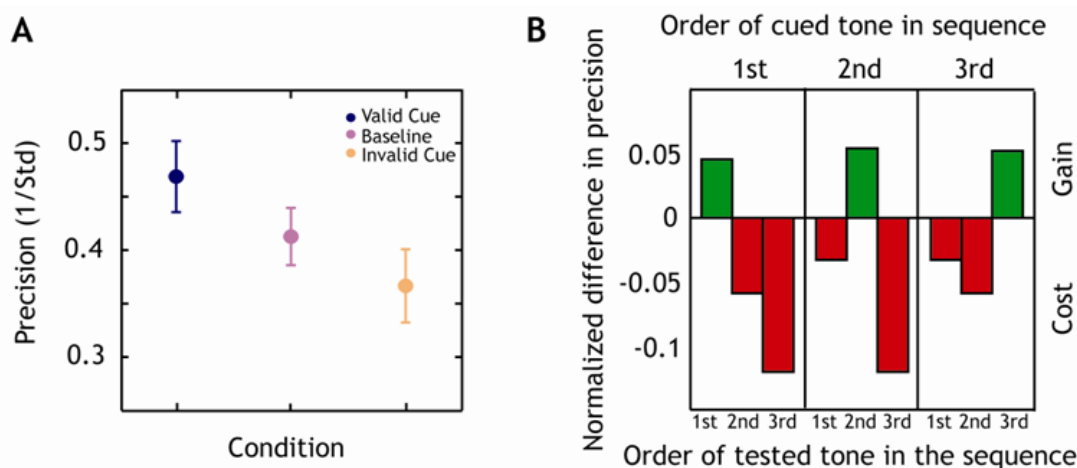 A
Precision (1/Std)
0.5
0.4
0.3
Valid Cue
Baseline
Invalid Cue
Condition
B
Order of cued tone in sequence
1st 2nd 3rd
Normalized difference in precision
0.05
0
-0.05
-0.1
Gain
Cost
1st 2nd 3rd 1st 2nd 3rd 1st 2nd 3rd
Order of tested tone in the sequence